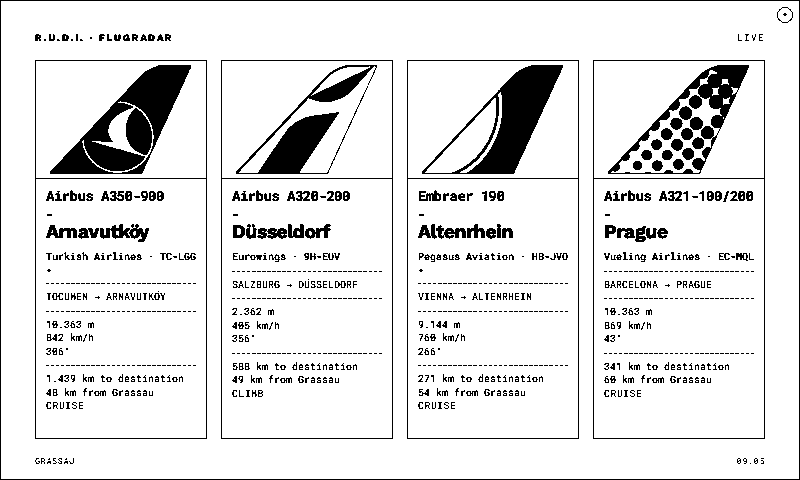 R.U.D.I. · FLUGRADAR
LIVE
Airbus A350-900
-
Arnavutköy
Turkish Airlines · TC-LGG
•
TOCUMEN → ARNAVUTKÖY
10.363 m
842 km/h
306°
1.439 km to destination
48 km from Grassau
CRUISE
Airbus A320-200
-
Düsseldorf
Eurowings · 9H-EUV
SALZBURG → DÜSSELDORF
2.362 m
405 km/h
356°
588 km to destination
49 km from Grassau
CLIMB
Embraer 190
-
Altenrhein
Pegasus Aviation · HB-JVO
•
VIENNA → ALTENRHEIN
9.144 m
760 km/h
266°
271 km to destination
54 km from Grassau
CRUISE
Airbus A321-100/200
-
Prague
Vueling Airlines · EC-MQL
BARCELONA → PRAGUE
10.363 m
869 km/h
43°
341 km to destination
60 km from Grassau
CRUISE
GRASSAU
09:05